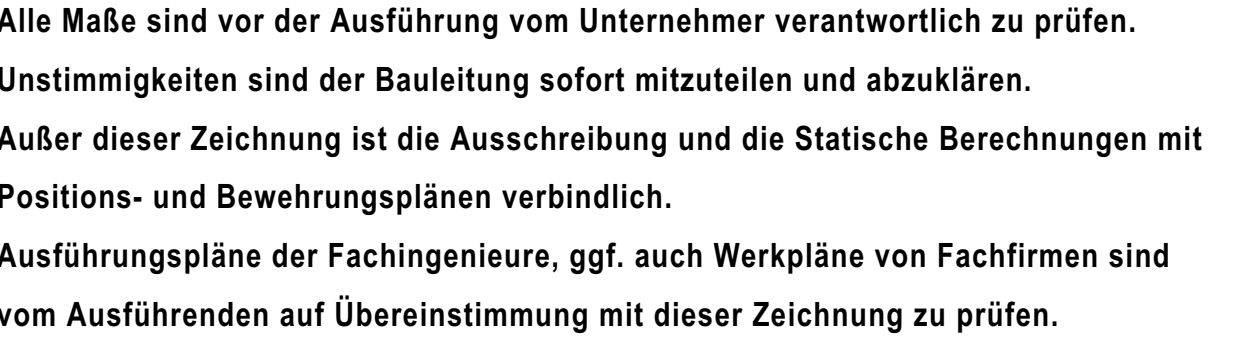 Alle Maße sind vor der Ausführung vom Unternehmer verantwortlich zu prüfen.
Unstimmigkeiten sind der Bauleitung sofort mitzuteilen und abzuklären.
Außer dieser Zeichnung ist die Ausschreibung und die Statische Berechnungen mit
Positions- und Bewehrungsplänen verbindlich.
Ausführungspläne der Fachingenieure, ggf. auch Werkpläne von Fachfirmen sind
vom Ausführenden auf Übereinstimmung mit dieser Zeichnung zu prüfen.